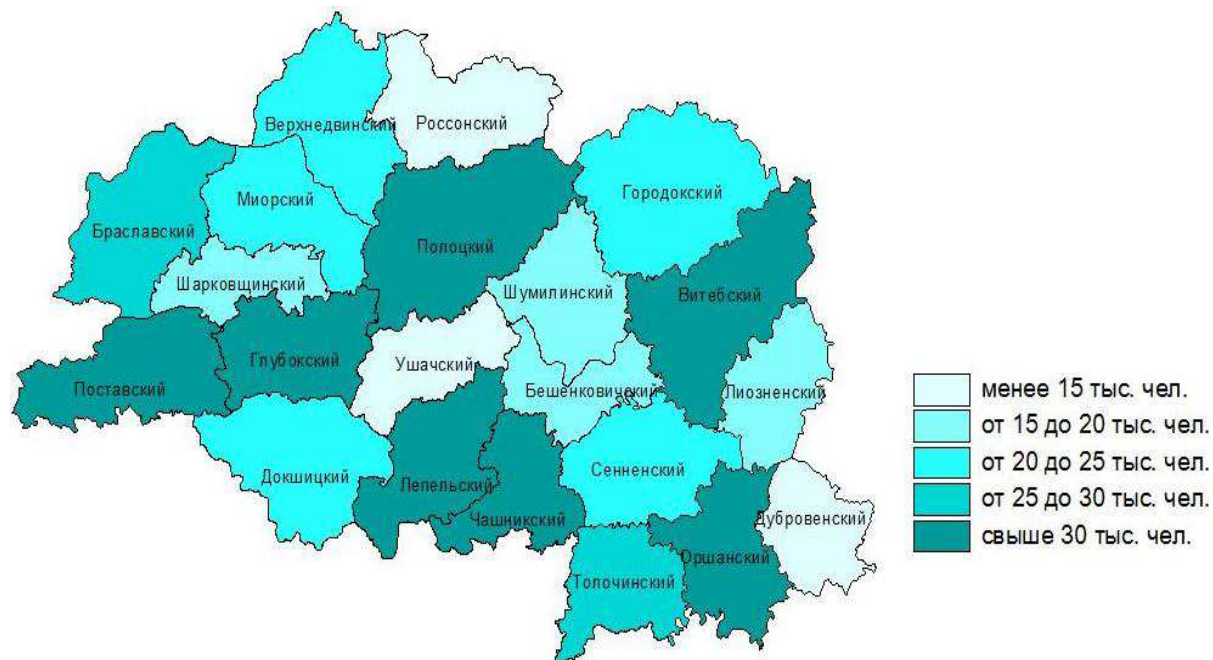 Верхнедвинский
Россонский
Городокский
Миорский
Браславский
Полоцкий
Шарковщинский
Шумилинский
Витебский
Глубокский
Ушачский
Поставский
Бешенковичский
Лиозненский
Докшицкий
Лепельский
Сенненский
Чашникский
Дубровенский
Оршанский
Толочинский
менее 15 тыс. чел.
от 15 до 20 тыс. чел.
от 20 до 25 тыс. чел.
от 25 до 30 тыс. чел.
свыше 30 тыс. чел.